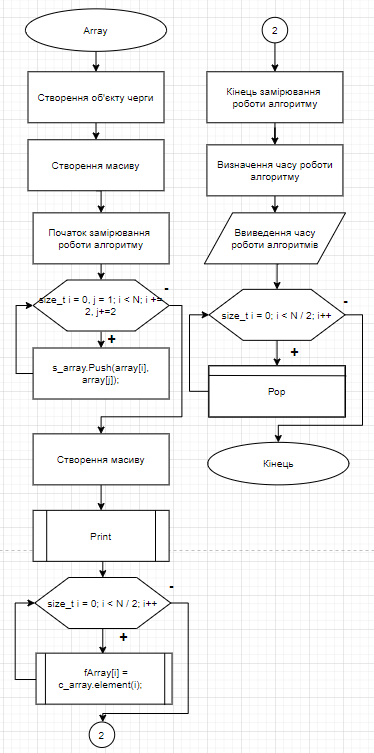 Array
Створення об'єкту черги
Створення масиву
Початок замірювання
роботи алгоритму
size_t i = 0, j = 1; i < N; i +=
2, j+=2
-
+
s_array.Push(array[i],
array[j]);
Створення масиву
Print
size_t i = 0; i < N / 2; i++
-
+
fArray[i] =
c_array.element(i);
2
2
Кінець замірювання
роботи алгоритму
Визначення часу роботи
алгоритму
Ввиведення часу
роботи алгоритмів
size_t i = 0; i < N / 2; i++
-
+
Pop
Кінець